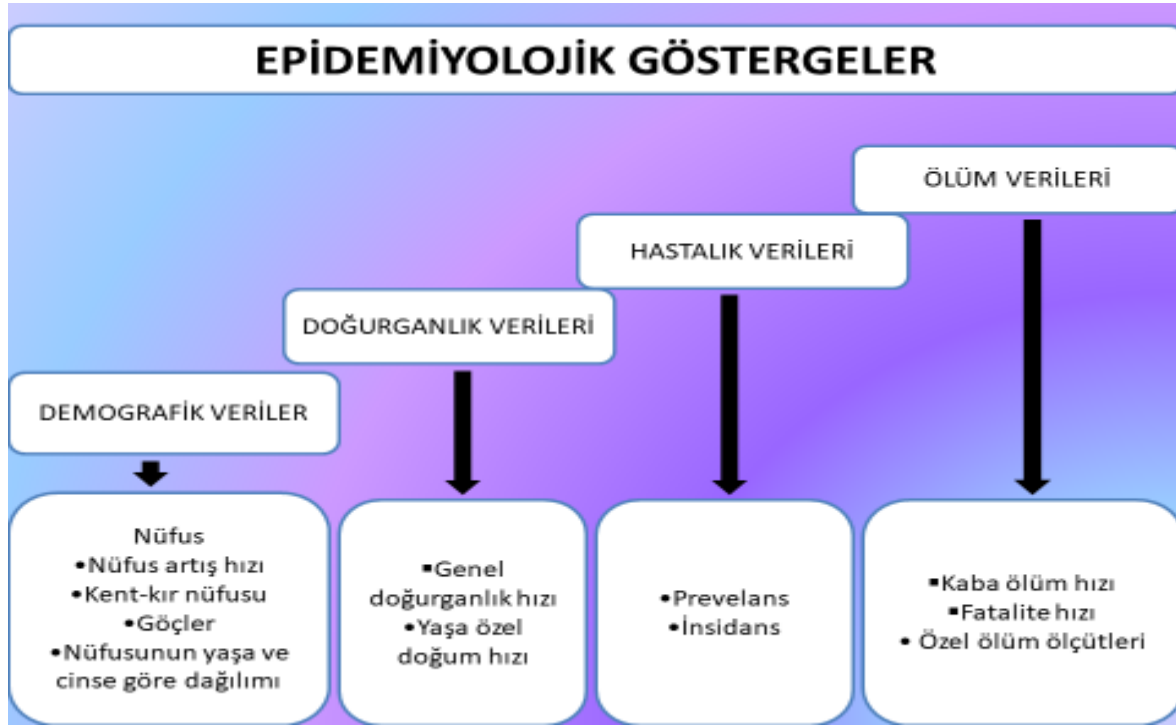 EPİDEMİYOLOJİK GÖSTERGELER
ÖLÜM VERİLERİ
HASTALIK VERİLERİ
DOĞURGANLIK VERİLERİ
DEMOGRAFİK VERİLER
Nüfus
•Nüfus artış hızı
•Kent-kır nüfusu
•Göçler
•Nüfusunun yaşa ve
cinse göre dağılımı
▪Genel
doğurganlık hızı
•Yaşa özel
doğum hızı
•Prevelans
•İnsidans
▪Kaba ölüm hızı
▪Fatalite hızı
• Özel ölüm ölçütleri